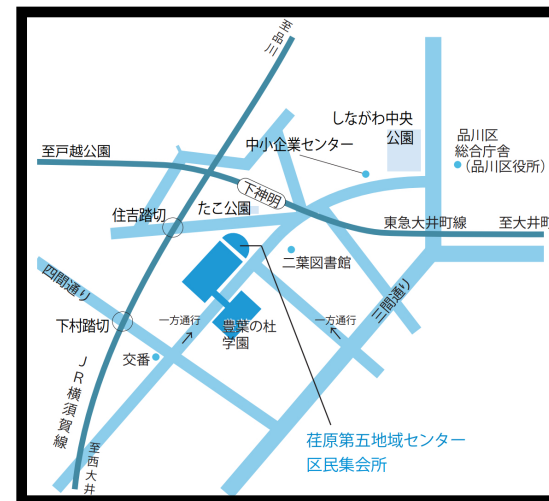 至品川
しながわ中央
公園
中小企業センター
品川区
総合庁舎
(品川区役所)
至戸越公園
下神明
たこ公園
住吉踏切
東急大井町線
至大井町
二葉図書館
四間通り
三間通り
下村踏切
一方通行
一方通行
豊葉の杜
学園
交番
JR横須賀線
至西大井
荏原第五地域センター
区民集会所